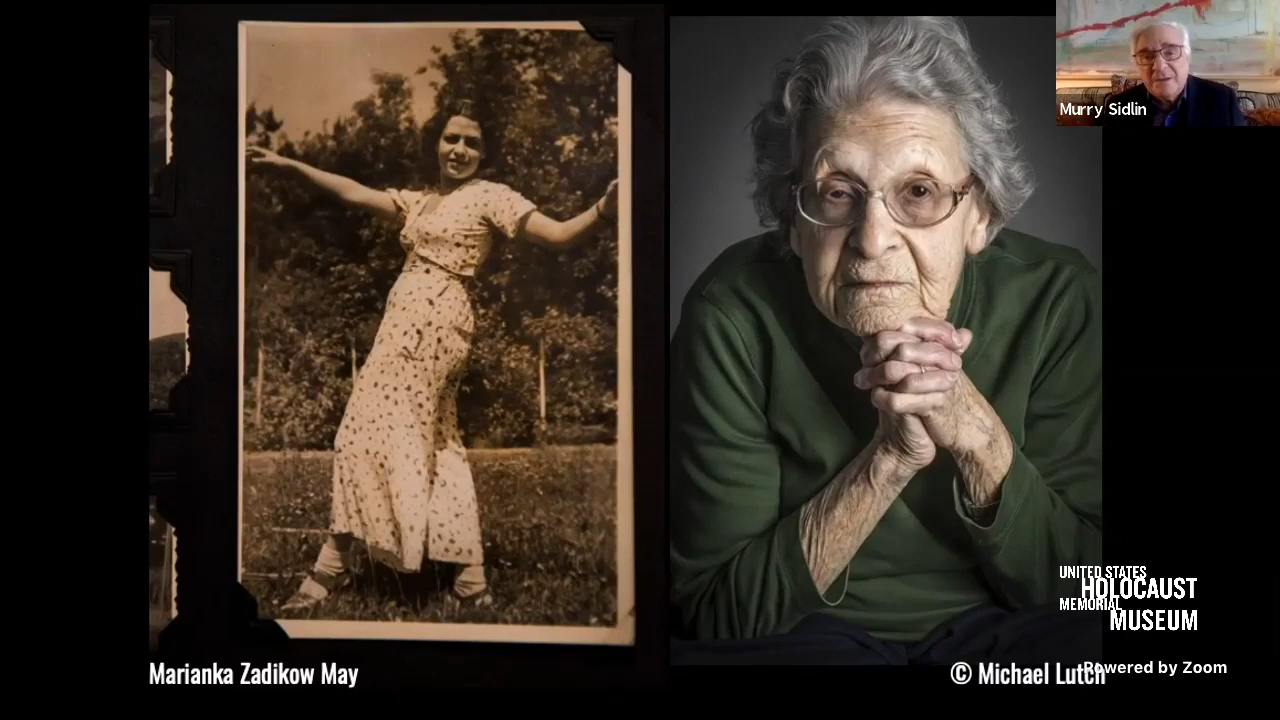 Murry Sidlin
UNITED STATES
HOLOCAUST
MEMORIAL
MUSEUM
Marianka Zadikow May
© Michael Lutch
Powered by Zoom